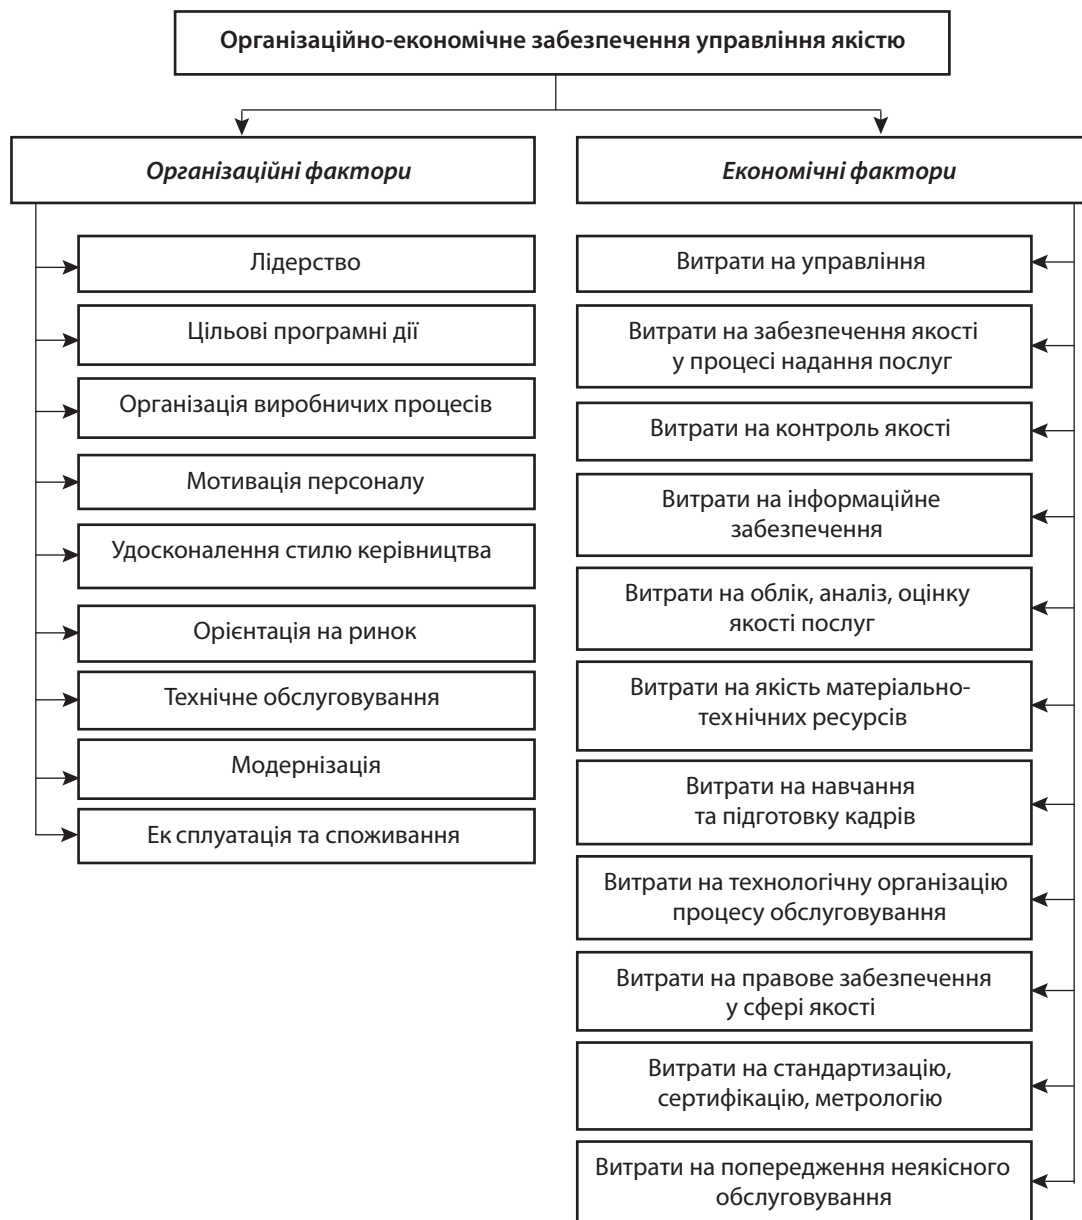 Організаційно-економічне забезпечення управління якістю
Організаційні фактори
Лідерство
Цільові програмні дії
Організація виробничих процесів
Мотивація персоналу
Удосконалення стилю керівництва
Орієнтація на ринок
Технічне обслуговування
Модернізація
Ек сплуатація та споживання
Економічні фактори
Витрати на управління
Витрати на забезпечення якості
у процесі надання послуг
Витрати на контроль якості
Витрати на інформаційне
забезпечення
Витрати на облік, аналіз, оцінку
якості послуг
Витрати на якість матеріально-
технічних ресурсів
Витрати на навчання
та підготовку кадрів
Витрати на технологічну організацію
процесу обслуговування
Витрати на правове забезпечення
у сфері якості
Витрати на стандартизацію,
сертифікацію, метрологію
Витрати на попередження неякісного
обслуговування